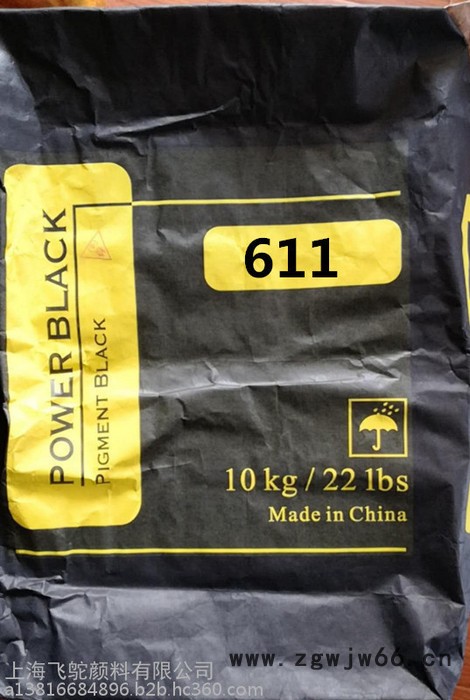 POWER BLACK
PIGMENT BLACK
611
10 kg / 22 lbs
Made in China
上海飞鸵颜料有限公司
a13816684896.b2b.hc360.com
www.zgwjw66.cn